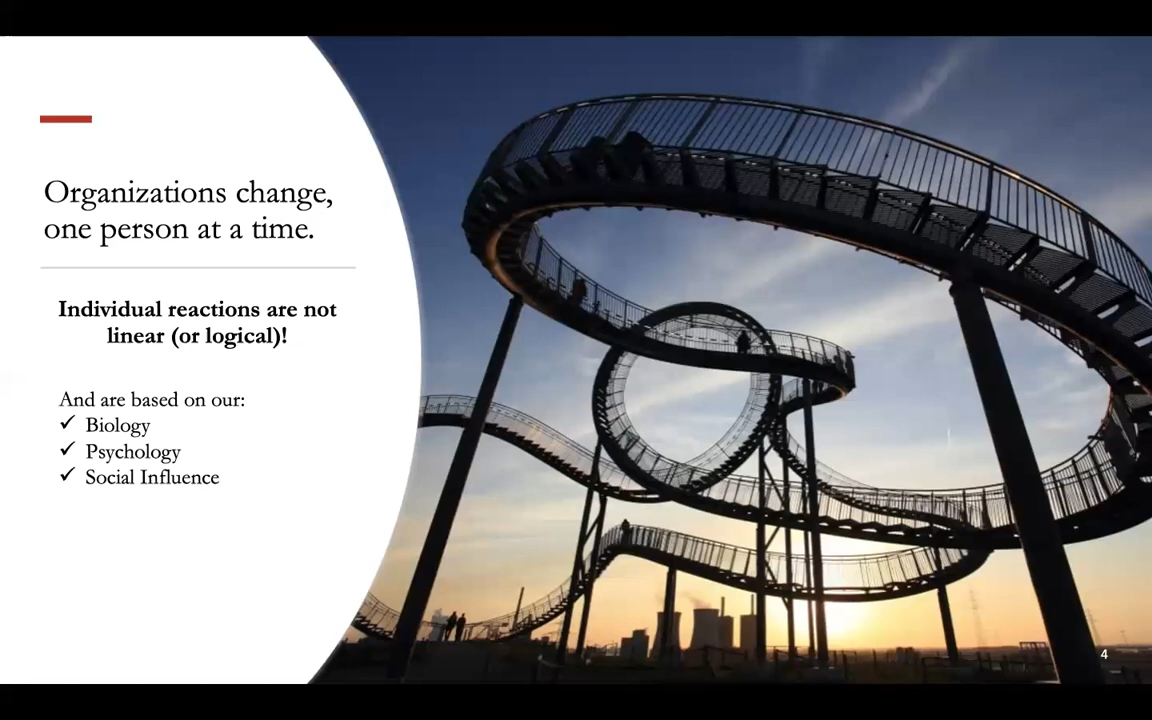 Organizations change,
one person at a time.
Individual reactions are not
linear (or logical)!
And are based on our:
✓ Biology
✓ Psychology
✓ Social Influence
4